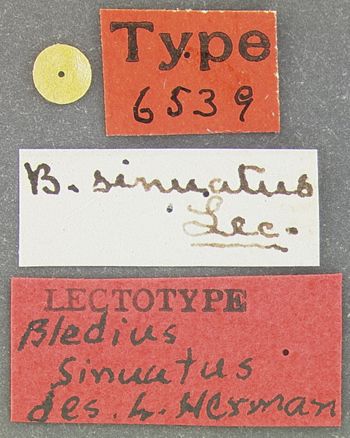 Type
6539
B. sinuatus
Lec.
LECTOTYPE
Bledius
sinuatus
des. L. Herman